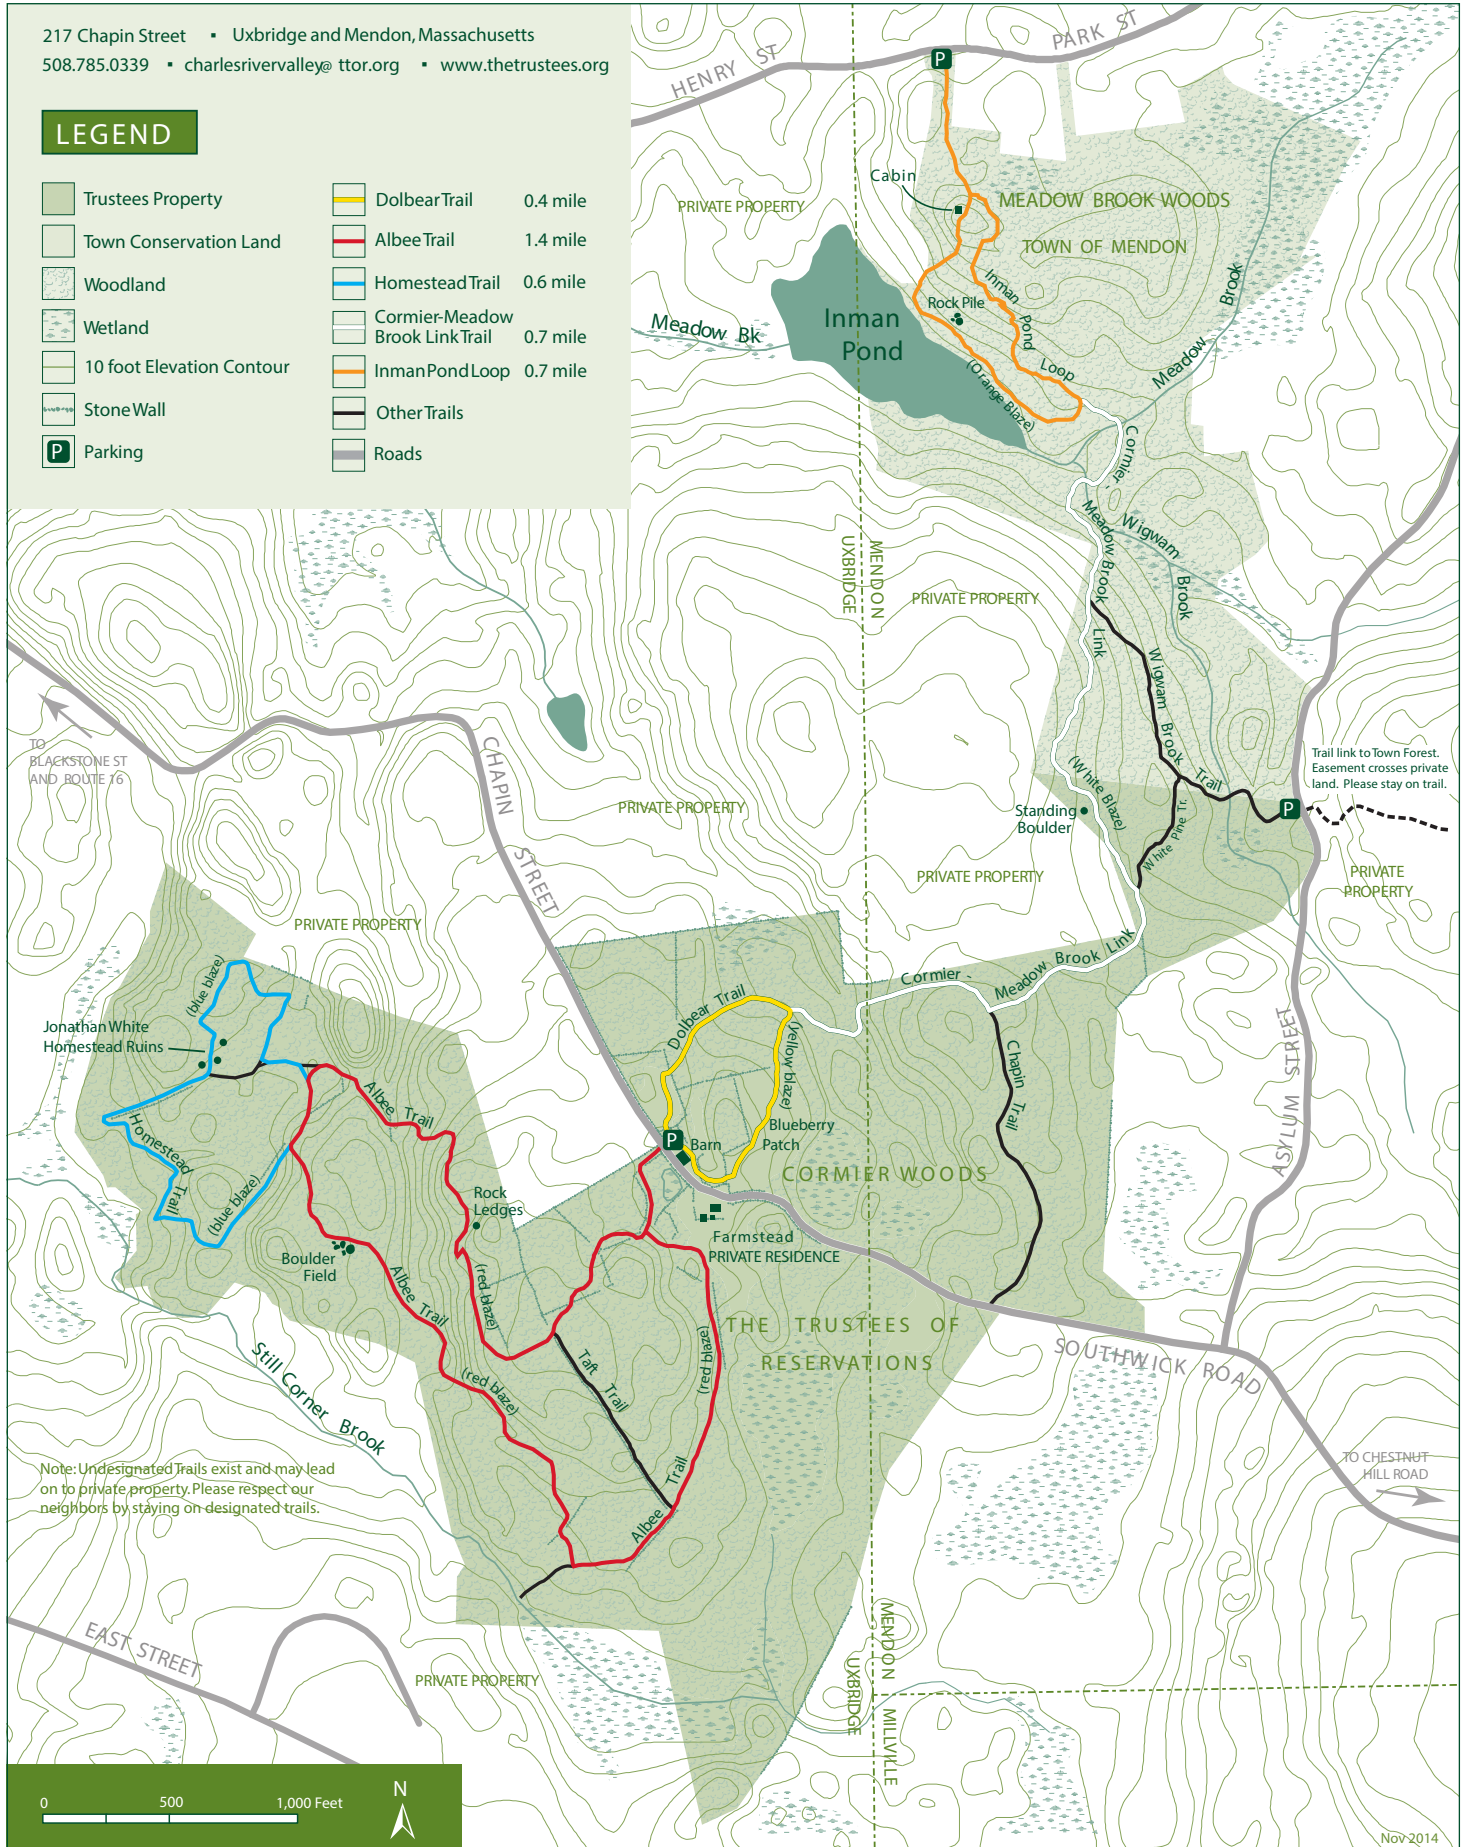 217 Chapin Street • Uxbridge and Mendon, Massachusetts
508.785.0339 • charlesrivervalley@ ttor.org • www.thetrustees.org
LEGEND
Trustees Property
Town Conservation Land
Woodland
Wetland
10 foot Elevation Contour
Stone Wall
P Parking
Dolbear Trail 0.4 mile
Albee Trail 1.4 mile
Homestead Trail 0.6 mile
Cormier-Meadow
Brook Link Trail 0.7 mile
Inman Pond Loop 0.7 mile
Other Trails
Roads
HENRY ST
PARK ST
P
Cabin
PRIVATE PROPERTY
MEADOW BROOK WOODS
TOWN OF MENDON
Inman Pond Loop
Rock Pile
(Orange Blaze)
Meadow Bk
Inman
Pond
Meadow Brook
Cormier -
Meadow Brook
Link
Wigwam Brook
UXBRIDGE
MENDON
PRIVATE PROPERTY
Wigwam Brook Trail
TO
BLACKSTONE ST
AND ROUTE 16
CHAPIN STREET
PRIVATE PROPERTY
(White Blaze)
Standing
Boulder
White Pine Tr.
P
Trail link to Town Forest.
Easement crosses private
land. Please stay on trail.
PRIVATE PROPERTY
PRIVATE
PROPERTY
PRIVATE PROPERTY
Cormier -
Meadow Brook Link
(blue blaze)
Jonathan White
Homestead Ruins
Dolbear Trail
(yellow blaze)
Chapin Trail
ASYLUM STREET
Albee Trail
Homestead Trail
(blue blaze)
P
Barn
Blueberry
Patch
CORMIER WOODS
Rock
Ledges
Farmstead
PRIVATE RESIDENCE
Boulder
Field
Albee Trail
(red blaze)
(red blaze)
(red blaze)
THE TRUSTEES OF
RESERVATIONS
SOUTHWICK ROAD
Taft Trail
Still Corner Brook
Albee Trail
TO CHESTNUT
HILL ROAD
Note: Undesignated Trails exist and may lead
on to private property. Please respect our
neighbors by staying on designated trails.
EAST STREET
PRIVATE PROPERTY
MENDON
UXBRIDGE
MILLVILLE
0 500 1,000 Feet
N
Nov 2014